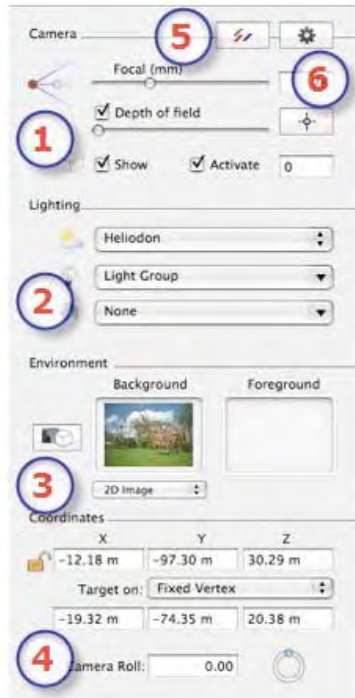 5
Camera
Focal (mm)
6
Depth of field
1
Show Activate 0
Lighting
Heliodon
Light Group
2
None
Environment
Background Foreground
3
2D Image
Coordinates
X Y Z
-12.18 m -97.30 m 30.29 m
Target on: Fixed Vertex
-19.32 m -74.35 m 20.38 m
4
Camera Roll: 0.00